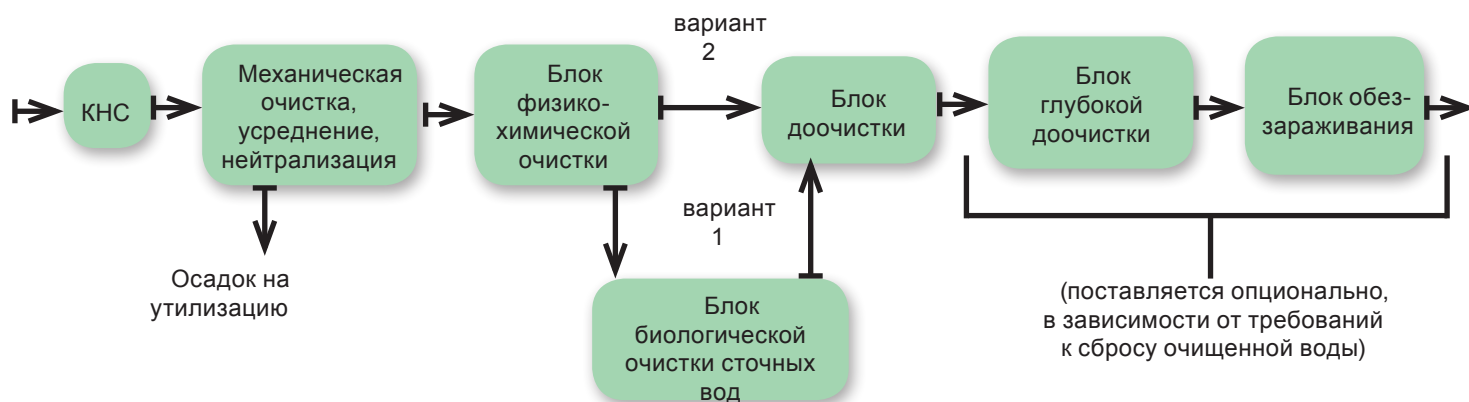 КНС
Механическая
очистка,
усреднение,
нейтрализация
Осадок на
утилизацию
Блок
физико-
химической
очистки
вариант
2
вариант
1
Блок
биологической
очистки сточных
вод
Блок
доочистки
Блок
глубокой
доочистки
Блок обез-
зараживания
(поставляется опционально,
в зависимости от требований
к сбросу очищенной воды)